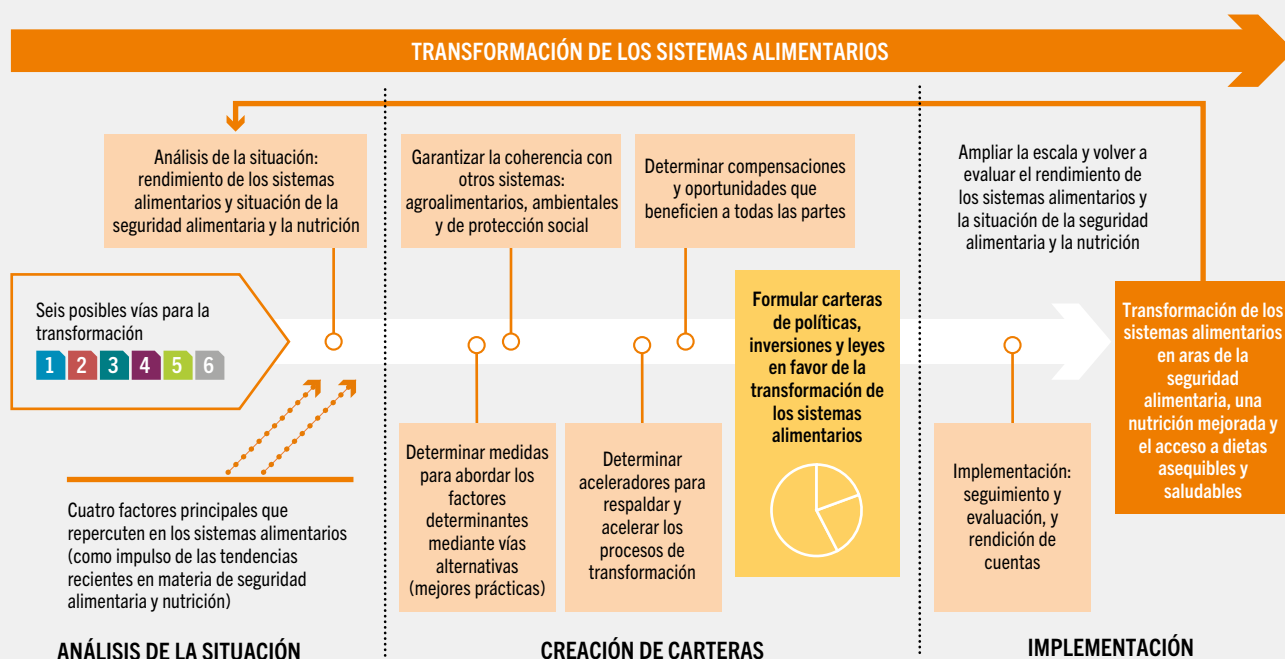 TRANSFORMACIÓN DE LOS SISTEMAS ALIMENTARIOS
Análisis de la situación:
rendimiento de los sistemas
alimentarios y situación de la
seguridad alimentaria y la nutrición
Seis posibles vías para la
transformación
1 2 3 4 5 6
Cuatro factores principales que
repercuten en los sistemas alimentarios
(como impulso de las tendencias
recientes en materia de seguridad
alimentaria y nutrición)
ANÁLISIS DE LA SITUACIÓN
Garantizar la coherencia con
otros sistemas:
agroalimentarios, ambientales
y de protección social
Determinar compensaciones
y oportunidades que
beneficien a todas las partes
Determinar medidas
para abordar los
factores
determinantes
mediante vías
alternativas
(mejores prácticas)
Determinar
aceleradores para
respaldar y
acelerar los
procesos de
transformación
Formular carteras
de políticas,
inversiones y leyes
en favor de la
transformación de
los sistemas
alimentarios
CREACIÓN DE CARTERAS
Ampliar la escala y volver a
evaluar el rendimiento de
los sistemas alimentarios y
la situación de la seguridad
alimentaria y la nutrición
Implementación:
seguimiento y
evaluación, y
rendición de
cuentas
Transformación de los
sistemas alimentarios
en aras de la
seguridad
alimentaria, una
nutrición mejorada y
el acceso a dietas
asequibles y
saludables
IMPLEMENTACIÓN